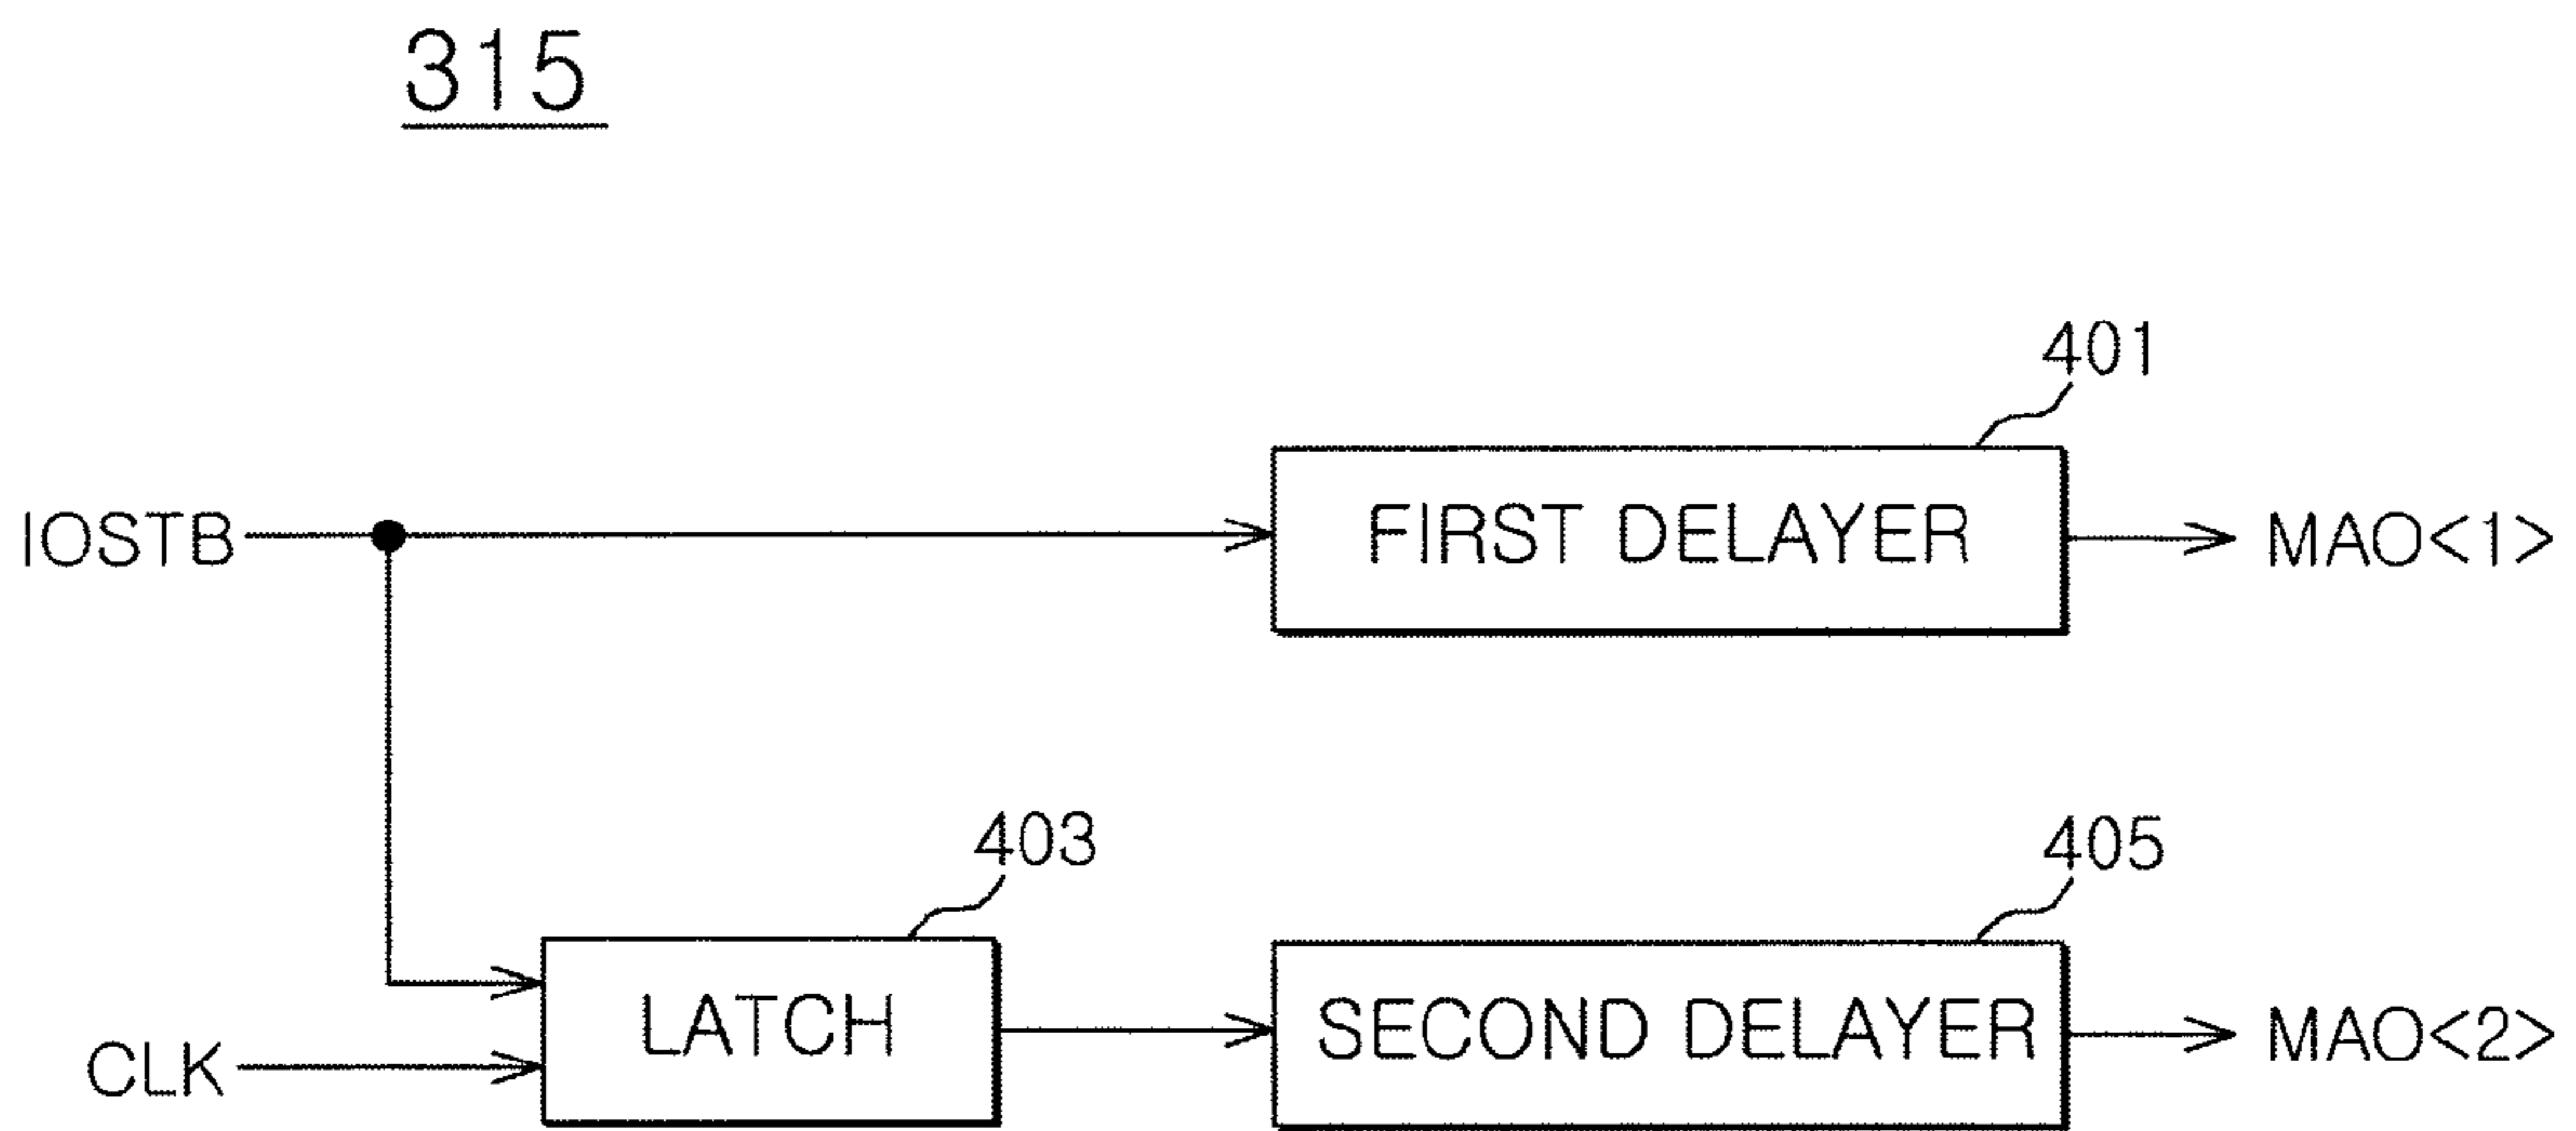 315
401
IOSTB
FIRST DELAYER
MAO<1>
403
405
LATCH
SECOND DELAYER
MAO<2>
CLK